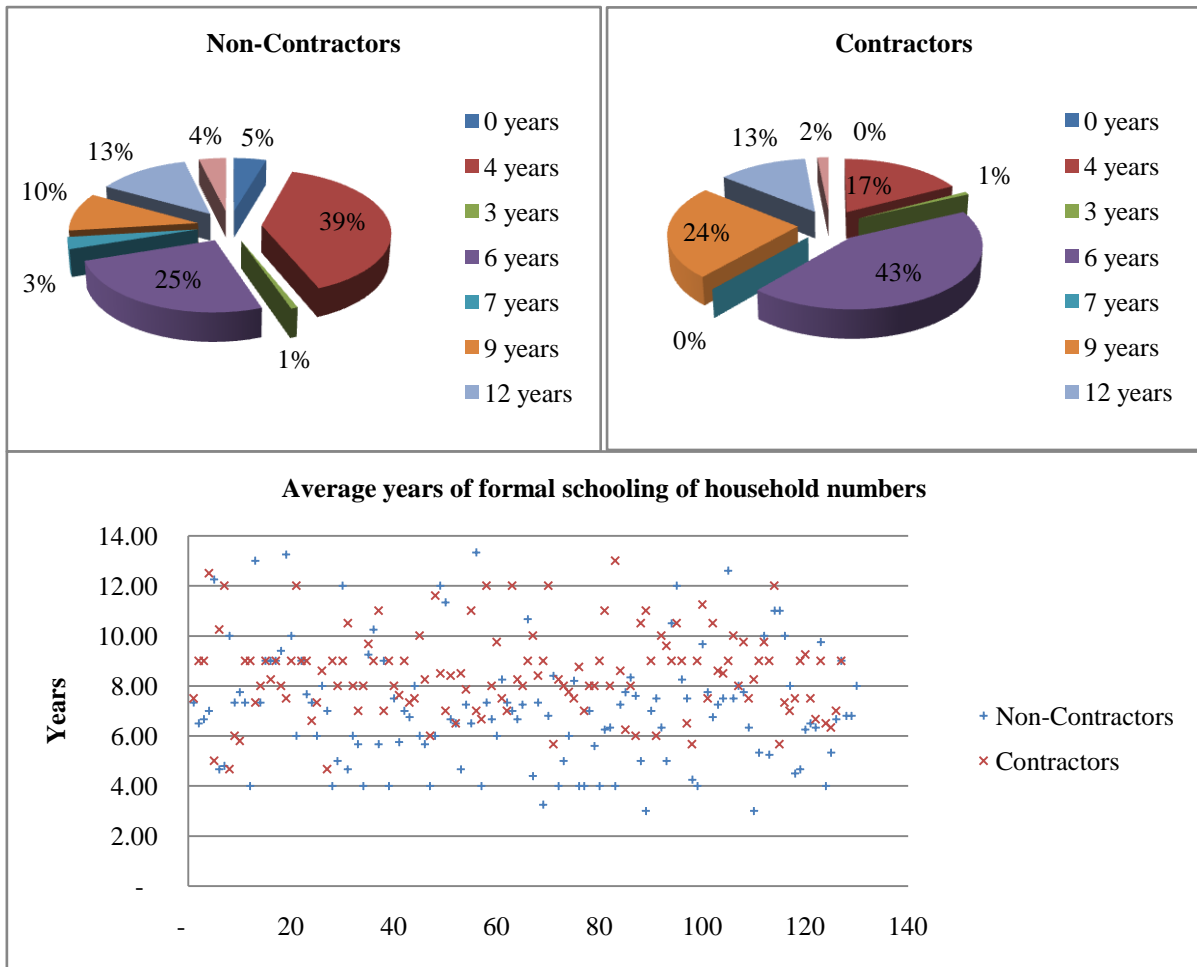 Non-Contractors
5%
39%
1%
25%
3%
10%
13%
4%
0 years
4 years
3 years
6 years
7 years
9 years
12 years
Contractors
0%
17%
1%
43%
0%
24%
13%
2%
0 years
4 years
3 years
6 years
7 years
9 years
12 years
Average years of formal schooling of household numbers
Years
14.00
12.00
10.00
8.00
6.00
4.00
2.00
-
- 20 40 60 80 100 120 140
Non-Contractors
Contractors